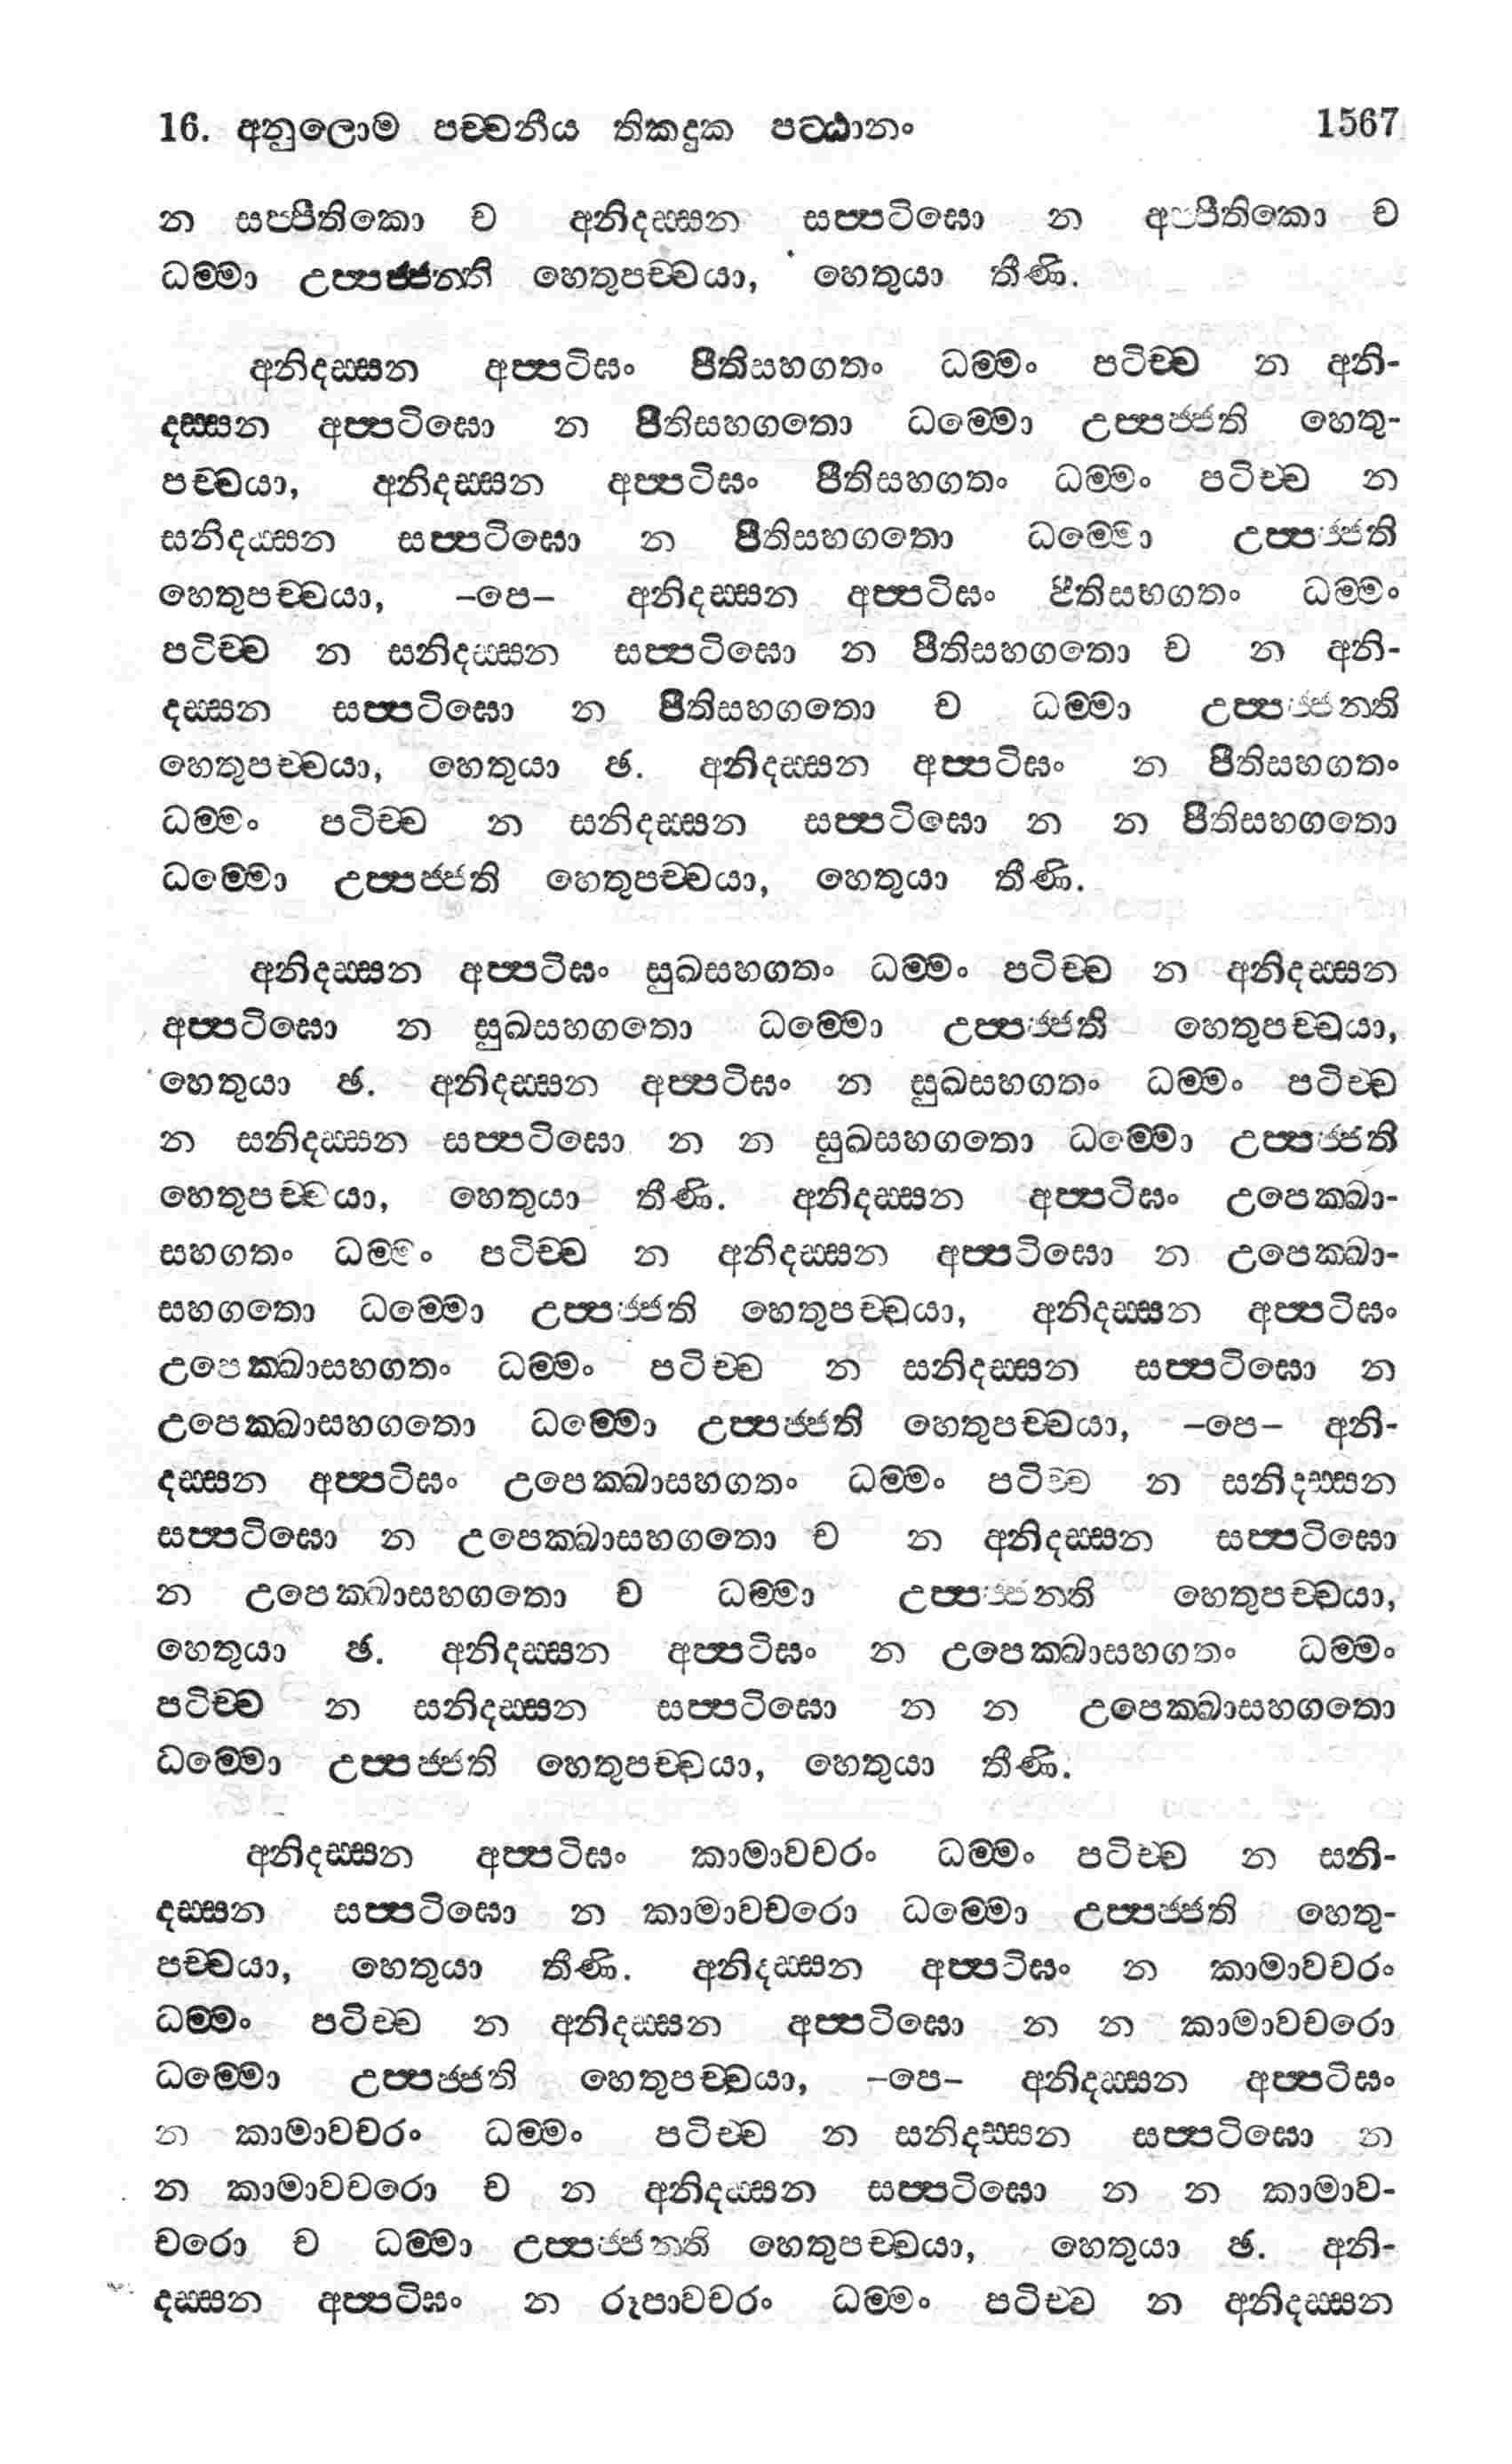 16. අනුලොම පච්චනීය තිකදුක පට්ඨානං 1567
න සප්පීතිකො ච අනිදස්සන සප්පටිඝො න අප්පීතිකො ච
ධම්මා උප්පජ්ජන්ති හෙතුපච්චයා, හෙතුයා තීණි.
අනිදස්සන අප්පටිඝං පීතිසහගතං ධම්මං පටිච්ච න අනි-
දස්සන අප්පටිඝො න පීතිසහගතො ධම්මො උප්පජ්ජති හෙතු-
පච්චයා, අනිදස්සන අප්පටිඝං පීතිසහගතං ධම්මං පටිච්ච න
සනිදස්සන සප්පටිඝො න පීතිසහගතො ධම්මො උප්පජ්ජති
හෙතුපච්චයා, –පෙ– අනිදස්සන අප්පටිඝං පීතිසහගතං ධම්මං
පටිච්ච න සනිදස්සන සප්පටිඝො න පීතිසහගතො ච න අනි-
දස්සන සප්පටිඝො න පීතිසහගතො ච ධම්මා උප්පජ්ජන්ති
හෙතුපච්චයා, හෙතුයා ඡ. අනිදස්සන අප්පටිඝං න පීතිසහගතං
ධම්මං පටිච්ච න සනිදස්සන සප්පටිඝො න න පීතිසහගතො
ධම්මො උප්පජ්ජති හෙතුපච්චයා, හෙතුයා තීණි.
අනිදස්සන අප්පටිඝං සුඛසහගතං ධම්මං පටිච්ච න අනිදස්සන
අප්පටිඝො න සුඛසහගතො ධම්මො උප්පජ්ජති හෙතුපච්චයා,
හෙතුයා ඡ. අනිදස්සන අප්පටිඝං න සුඛසහගතං ධම්මං පටිච්ච
න සනිදස්සන සප්පටිඝො න න සුඛසහගතො ධම්මො උප්පජ්ජති
හෙතුපච්චයා, හෙතුයා තීණි. අනිදස්සන අප්පටිඝං උපෙක්ඛා-
සහගතං ධම්මං පටිච්ච න අනිදස්සන අප්පටිඝො න උපෙක්ඛා-
සහගතො ධම්මො උප්පජ්ජති හෙතුපච්චයා, අනිදස්සන අප්පටිඝං
උපෙක්ඛාසහගතං ධම්මං පටිච්ච න සනිදස්සන සප්පටිඝො න
උපෙක්ඛාසහගතො ධම්මො උප්පජ්ජති හෙතුපච්චයා, –පෙ– අනි-
දස්සන අප්පටිඝං උපෙක්ඛාසහගතං ධම්මං පටිච්ච න සනිදස්සන
සප්පටිඝො න උපෙක්ඛාසහගතො ච න අනිදස්සන සප්පටිඝො
න උපෙක්ඛාසහගතො ච ධම්මා උප්පජ්ජන්ති හෙතුපච්චයා,
හෙතුයා ඡ. අනිදස්සන අප්පටිඝං න උපෙක්ඛාසහගතං ධම්මං
පටිච්ච න සනිදස්සන සප්පටිඝො න න උපෙක්ඛාසහගතො
ධම්මො උප්පජ්ජති හෙතුපච්චයා, හෙතුයා තීණි.
අනිදස්සන අප්පටිඝං කාමාවචරං ධම්මං පටිච්ච න සනි-
දස්සන සප්පටිඝො න කාමාවචරො ධම්මො උප්පජ්ජති හෙතු-
පච්චයා, හෙතුයා තීණි. අනිදස්සන අප්පටිඝං න කාමාවචරං
ධම්මං පටිච්ච න අනිදස්සන අප්පටිඝො න න කාමාවචරො
ධම්මො උප්පජ්ජති හෙතුපච්චයා, –පෙ– අනිදස්සන අප්පටිඝං
න කාමාවචරං ධම්මං පටිච්ච න සනිදස්සන සප්පටිඝො න
න කාමාවචරො ච න අනිදස්සන සප්පටිඝො න න කාමාව-
චරො ච ධම්මා උප්පජ්ජන්ති හෙතුපච්චයා, හෙතුයා ඡ. අනි-
දස්සන අප්පටිඝං න රූපාවචරං ධම්මං පටිච්ච න අනිදස්සන